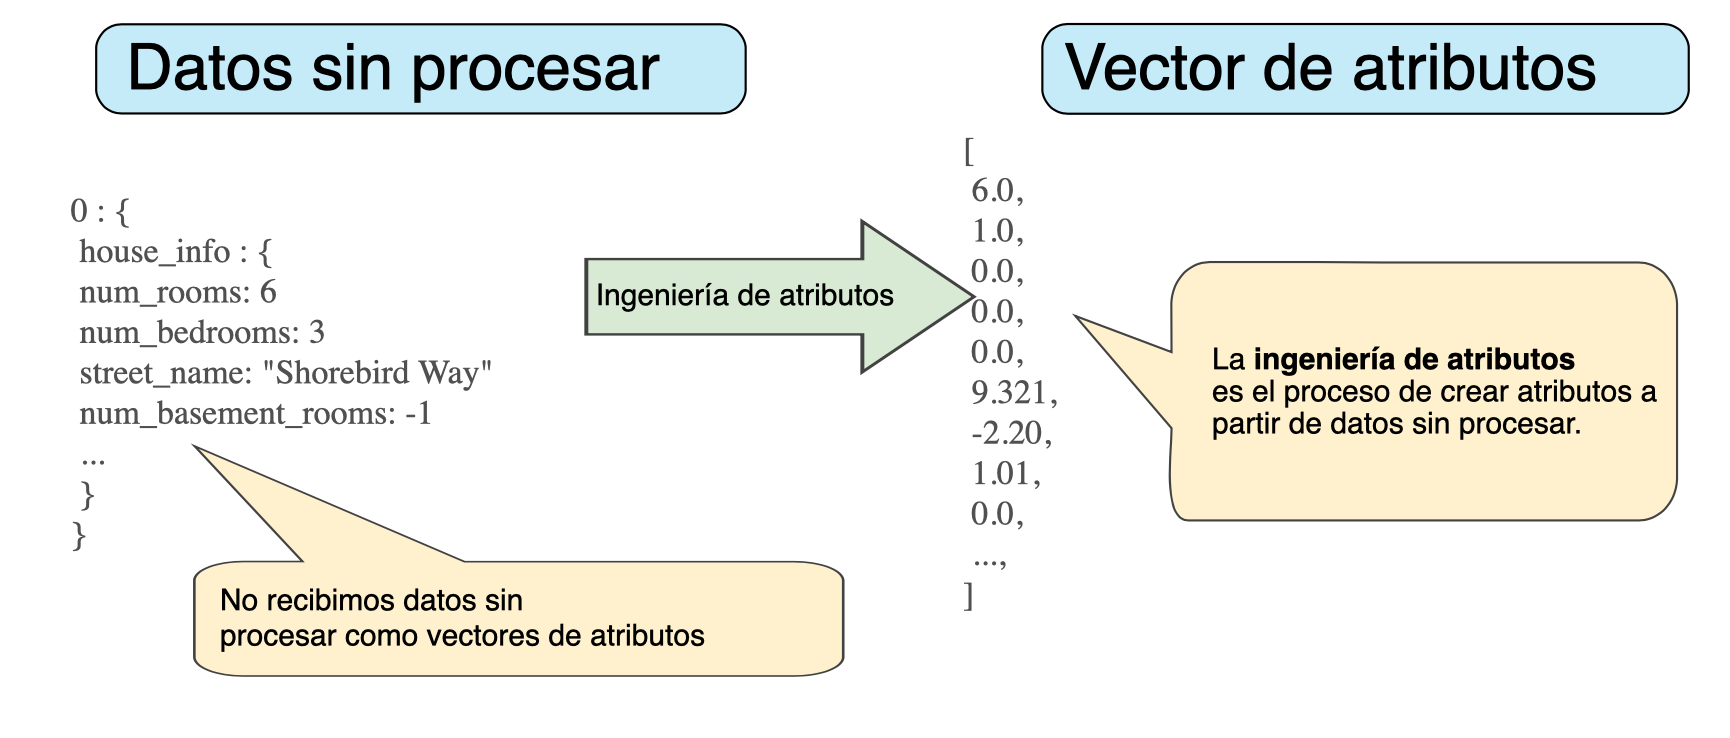 Datos sin procesar
Vector de atributos
0 : {
house_info : {
num_rooms: 6
num_bedrooms: 3
street_name: "Shorebird Way"
num_basement_rooms: -1
...
}
}
No recibimos datos sin
procesar como vectores de atributos
Ingeniería de atributos
[
6.0,
1.0,
0.0,
0.0,
0.0,
9.321,
-2.20,
1.01,
0.0,
...,
]
La ingeniería de atributos
es el proceso de crear atributos a
partir de datos sin procesar.